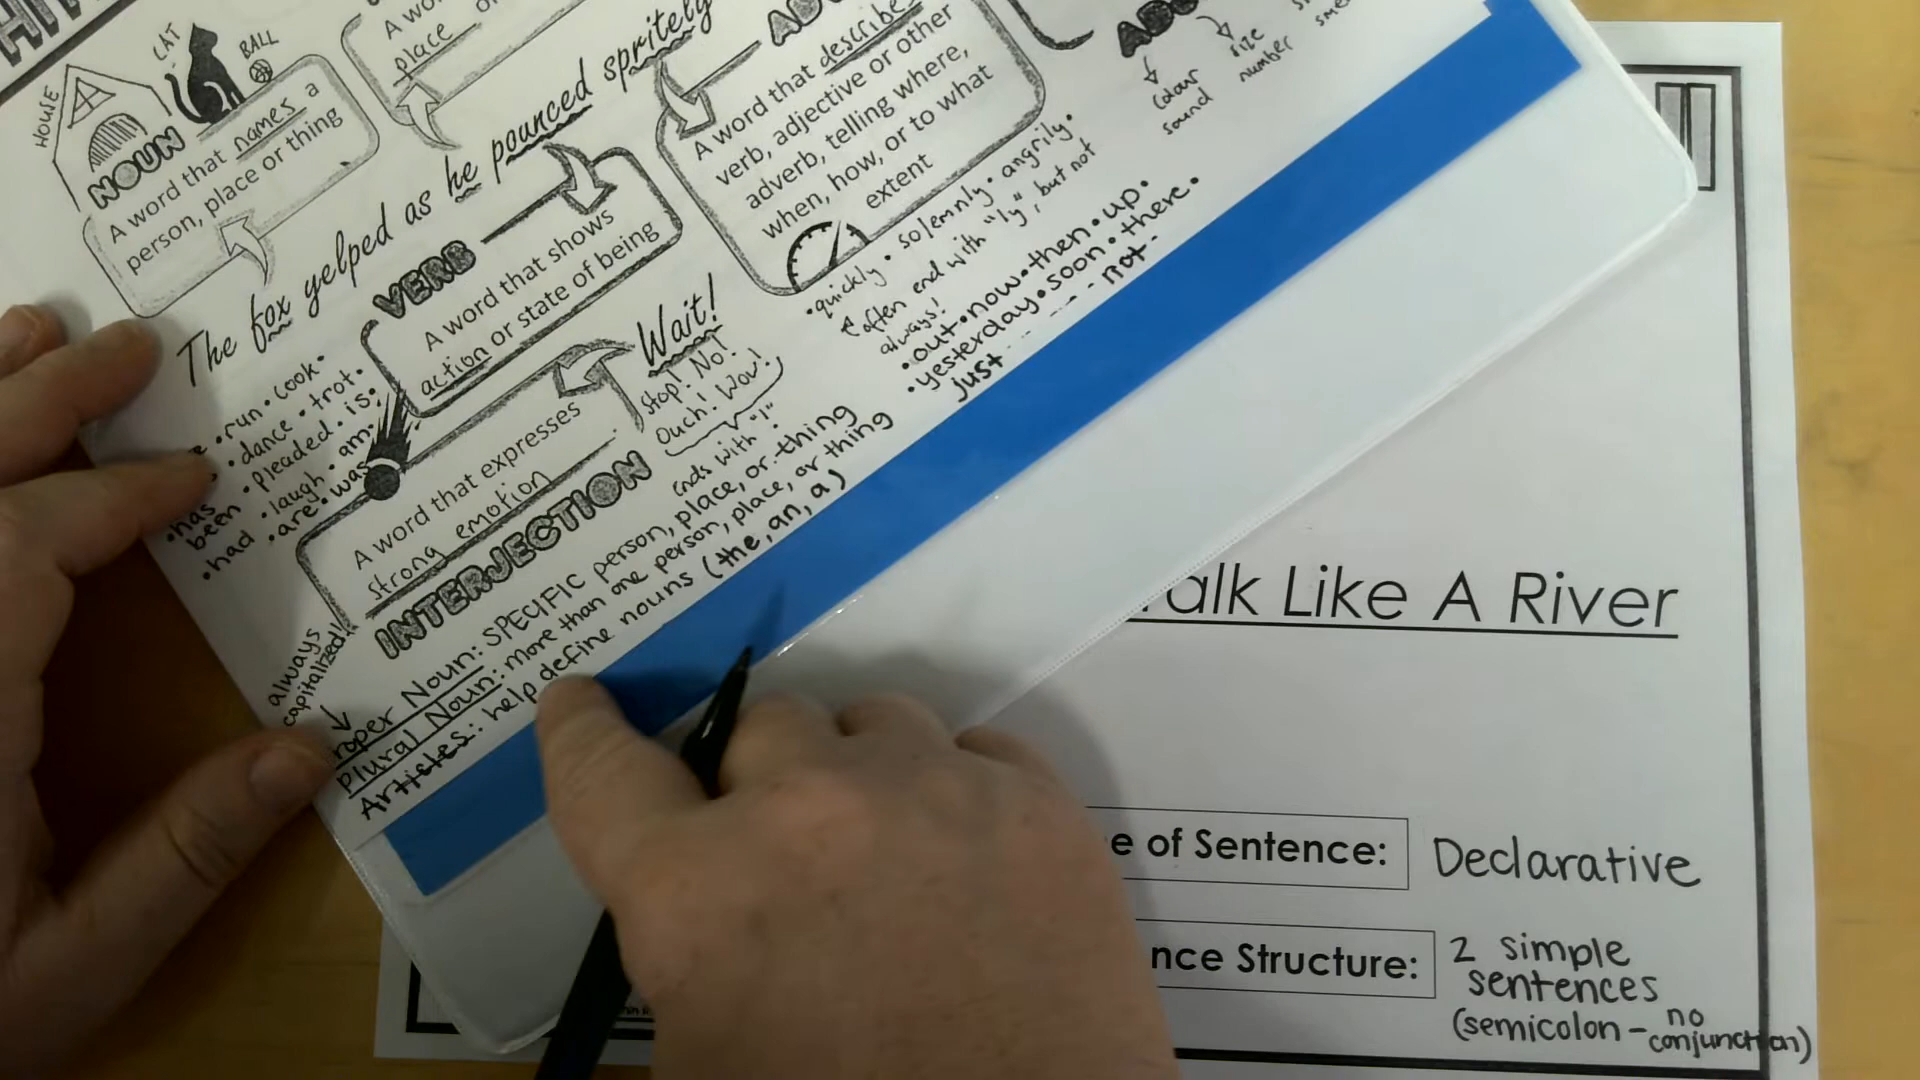 HOUSE
CAT
BALL
NOUN
A word that names a
person, place or thing
place
The fox yelped as he pounced spritely
VERB
A word that shows
action or state of being
A word that describes
verb, adjective or other
adverb, telling where,
when, how, or to what
extent
colour
sound
size
number
•quickly • solemnly • angrily•
often end with "ly", but not
always!
•out•now•then•up•
•yesterday•soon•there•
just not
•run•cook•
•dance•trot•
been •pleaded•is•
•has •laugh•am•
•had •are•was
Wait!
Stop! No!
Ouch! Wow!
ends with "!"
A word that expresses
strong emotion
INTERJECTION
always
capitalized!
Proper Noun: SPECIFIC person, place, or thing
Plural Noun: more than one person, place, or thing
Articles: help define nouns (the, an, a)
alk Like A River
e of Sentence: Declarative
nce Structure: 2 simple
sentences
(semicolon - no
conjunction)